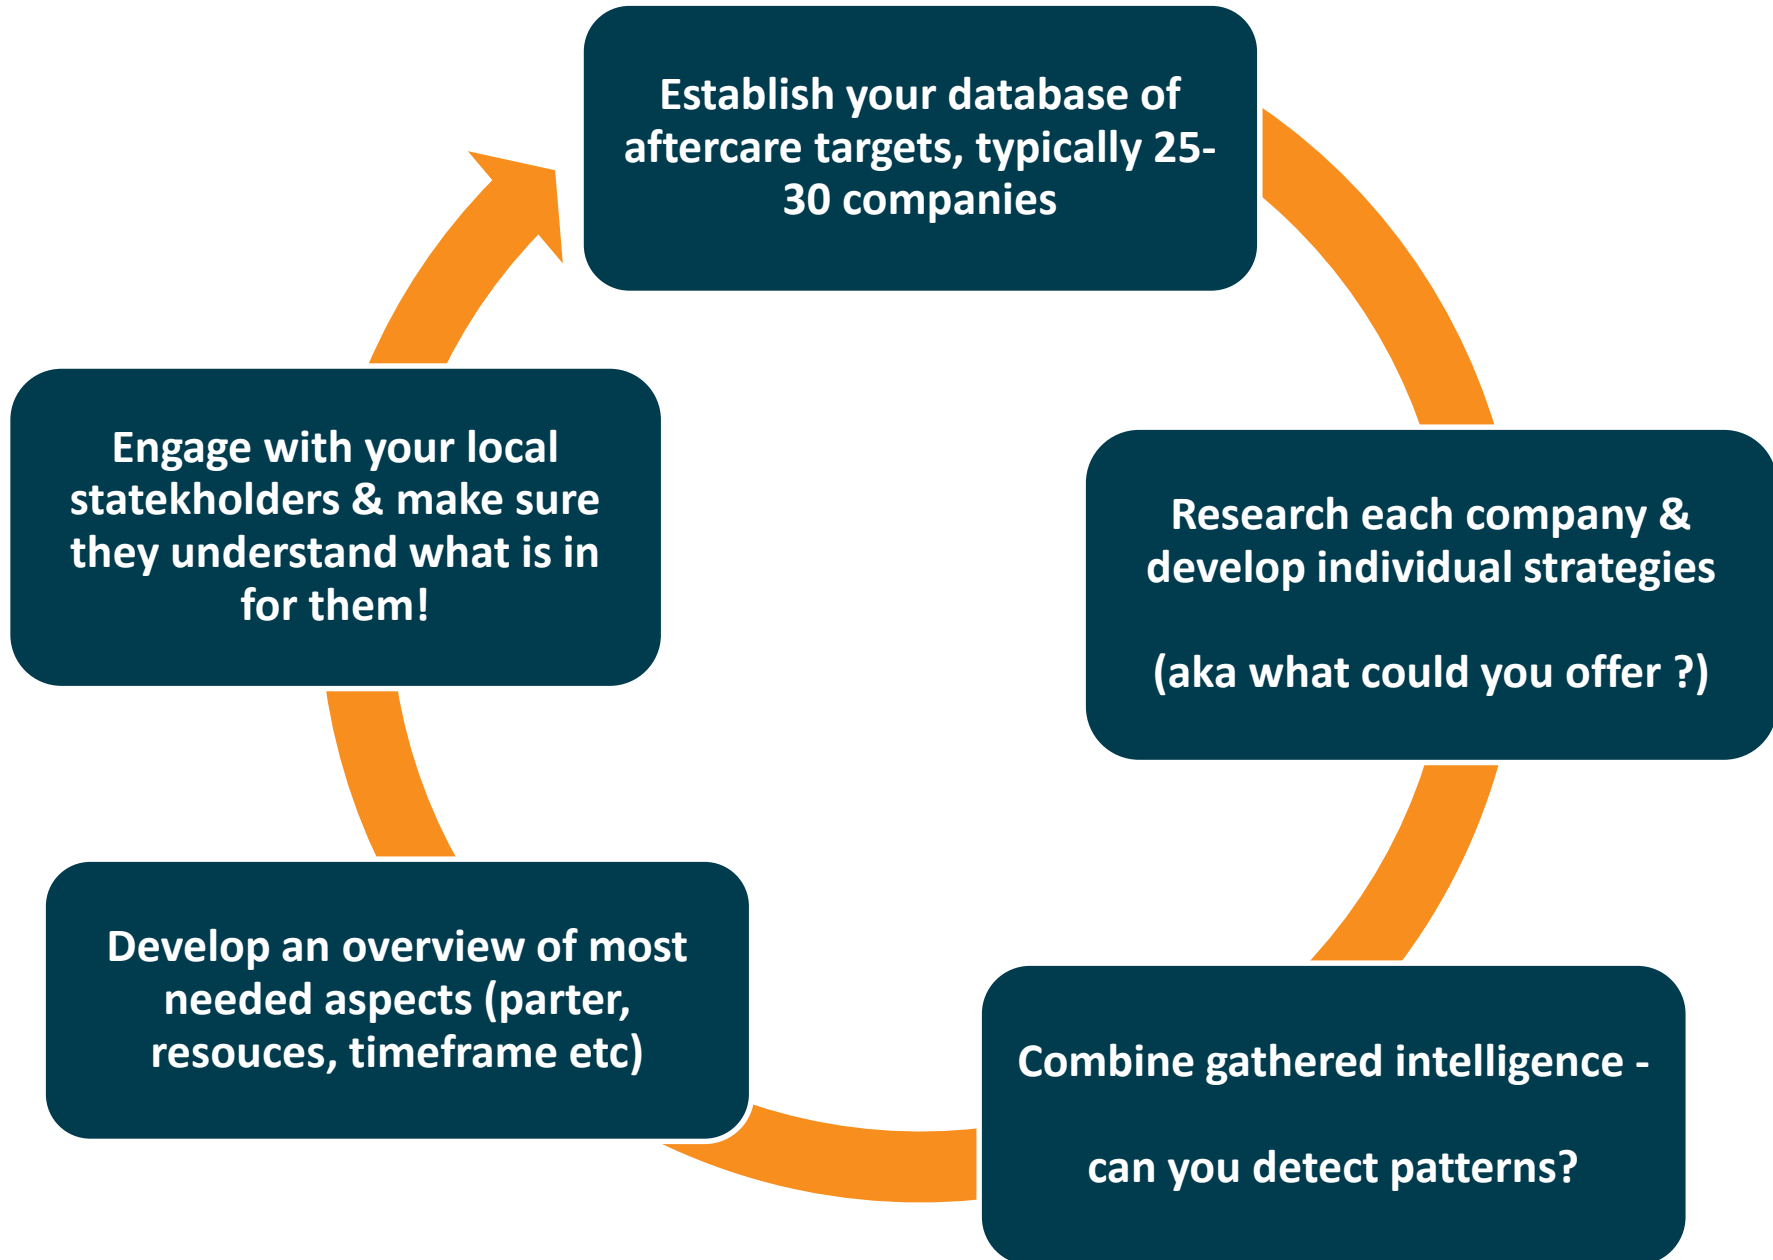 Establish your database of
aftercare targets, typically 25-
30 companies
Research each company &
develop individual strategies
(aka what could you offer ?)
Combine gathered intelligence -
can you detect patterns?
Develop an overview of most
needed aspects (parter,
resouces, timeframe etc)
Engage with your local
statekholders & make sure
they understand what is in
for them!